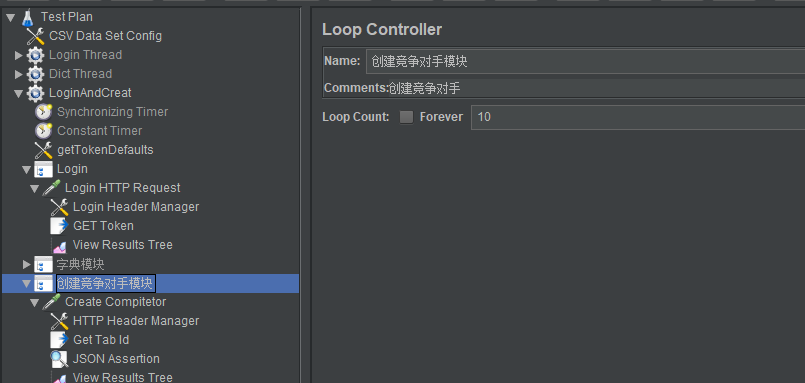 Test Plan
CSV Data Set Config
Login Thread
Dict Thread
LoginAndCreat
Synchronizing Timer
Constant Timer
getTokenDefaults
Login
Login HTTP Request
Login Header Manager
GET Token
View Results Tree
字典模块
创建竞争对手模块
Create Compitetor
HTTP Header Manager
Get Tab Id
JSON Assertion
View Results Tree
Loop Controller
Name: 创建竞争对手模块
Comments:创建竞争对手
Loop Count: Forever 10